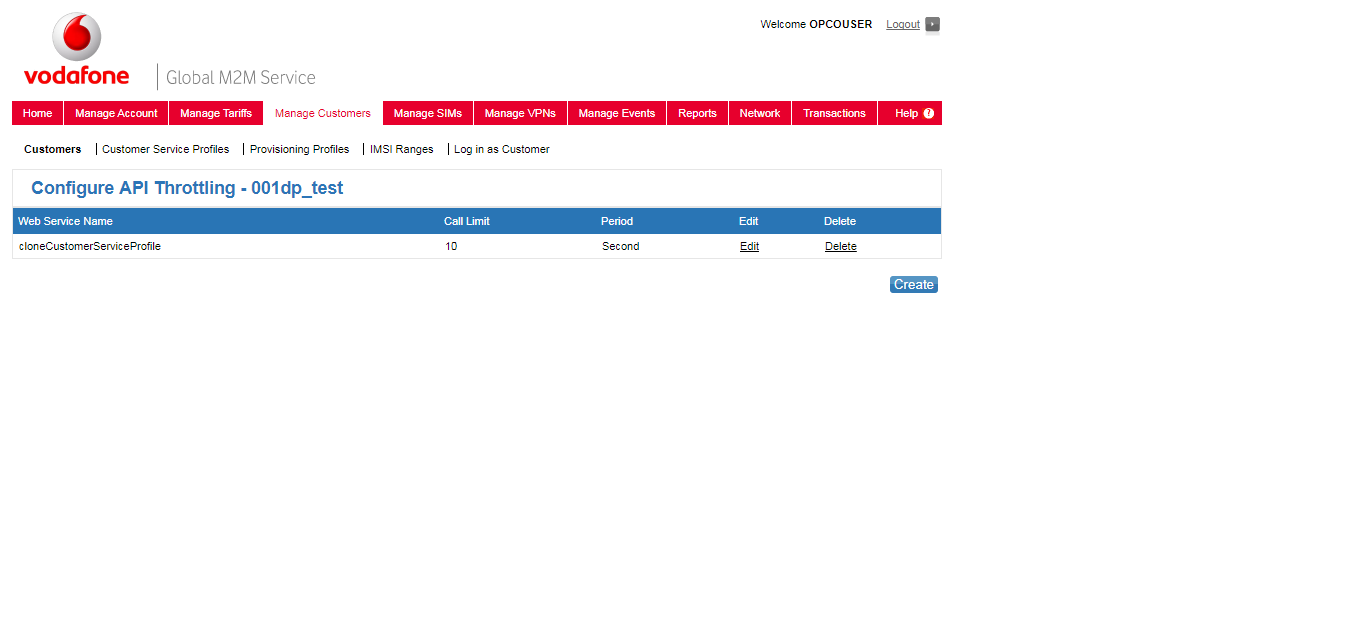 Welcome OPCOUSER Logout
vodafone Global M2M Service
Home Manage Account Manage Tariffs Manage Customers Manage SIMs Manage VPNs Manage Events Reports Network Transactions Help ?
Customers Customer Service Profiles Provisioning Profiles IMSI Ranges Log in as Customer
Configure API Throttling - 001dp_test
Web Service Name Call Limit Period Edit Delete
cloneCustomerServiceProfile 10 Second Edit Delete
Create